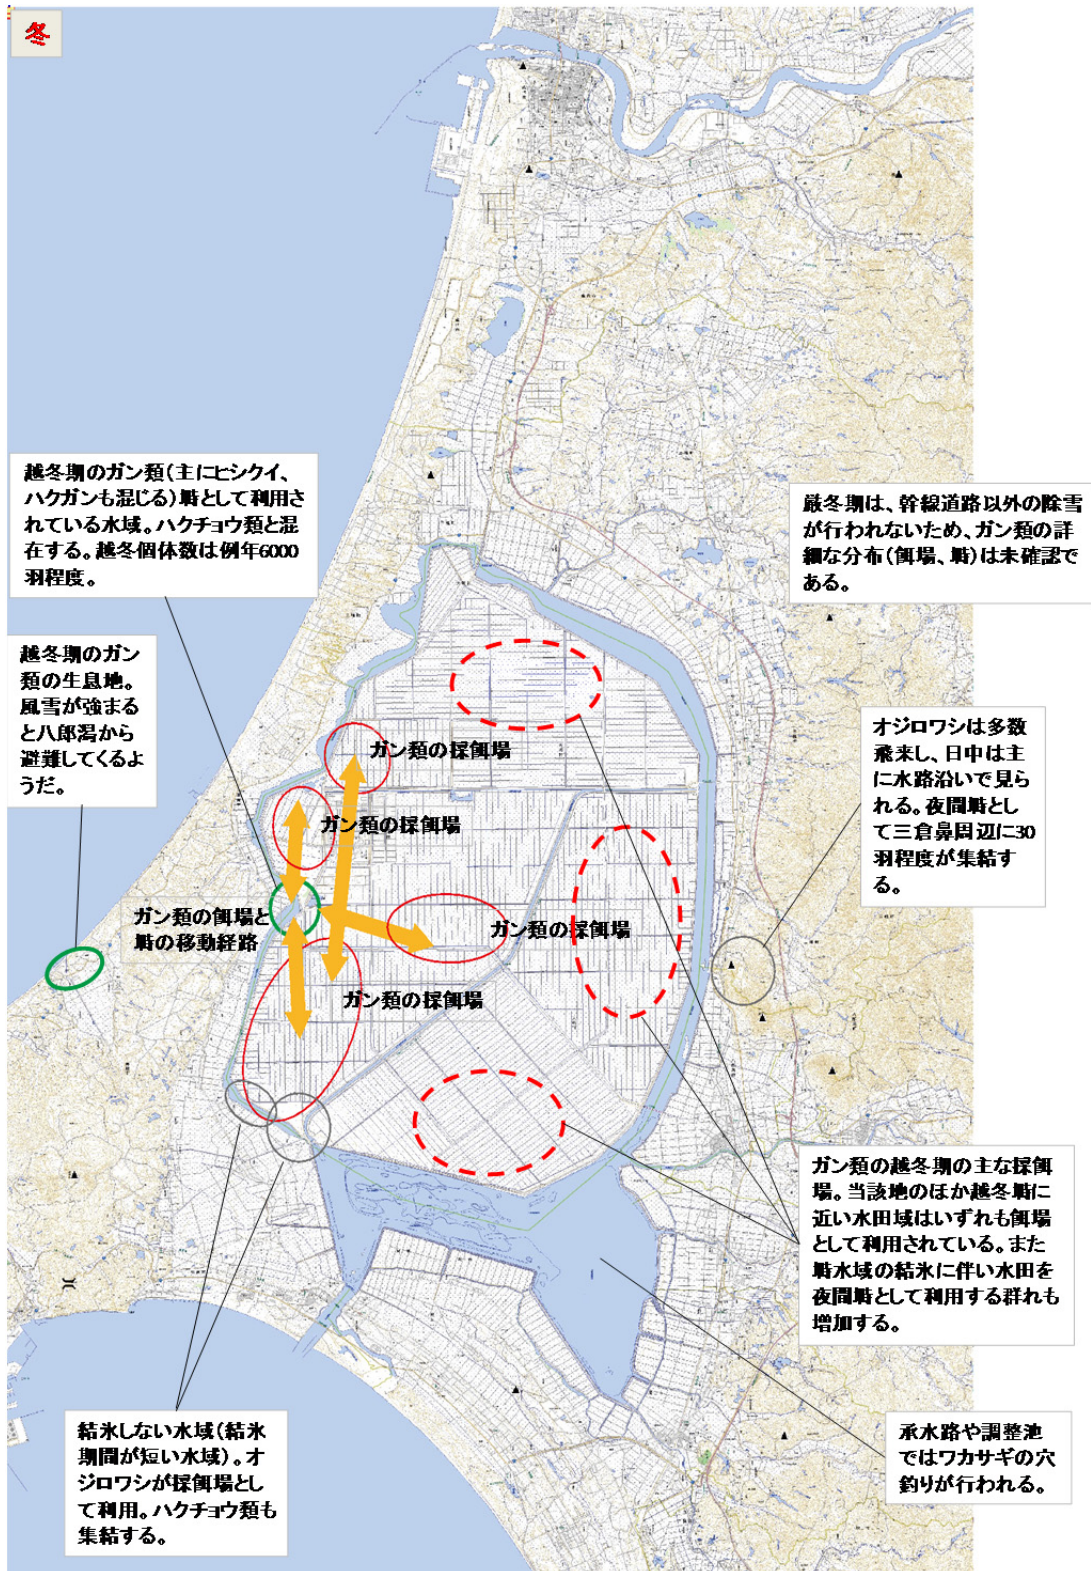 冬
越冬期のガン類(主にヒシクイ、
ハクガンも混じる)塒として利用さ
れている水域。ハクチョウ類と混
在する。越冬個体数は例年6000
羽程度。
厳冬期は、幹線道路以外の除雪
が行われないため、ガン類の詳
細な分布(餌場、塒)は未確認で
ある。
越冬期のガン
類の生息地。
風雪が強まる
と八郎潟から
避難してくるよ
うだ。
オジロワシは多数
飛来し、日中は主
に水路沿いで見ら
れる。夜間塒とし
て三倉鼻周辺に30
羽程度が集結す
る。
ガン類の採餌場
ガン類の採餌場
ガン類の餌場と
塒の移動経路
ガン類の採餌場
ガン類の採餌場
ガン類の越冬期の主な採餌
場。当該地のほか越冬塒に
近い水田域はいずれも餌場
として利用されている。また
塒水域の結氷に伴い水田を
夜間塒として利用する群れも
増加する。
結氷しない水域(結氷
期間が短い水域)。オ
ジロワシが採餌場とし
て利用。ハクチョウ類も
集結する。
承水路や調整池
ではワカサギの穴
釣りが行われる。